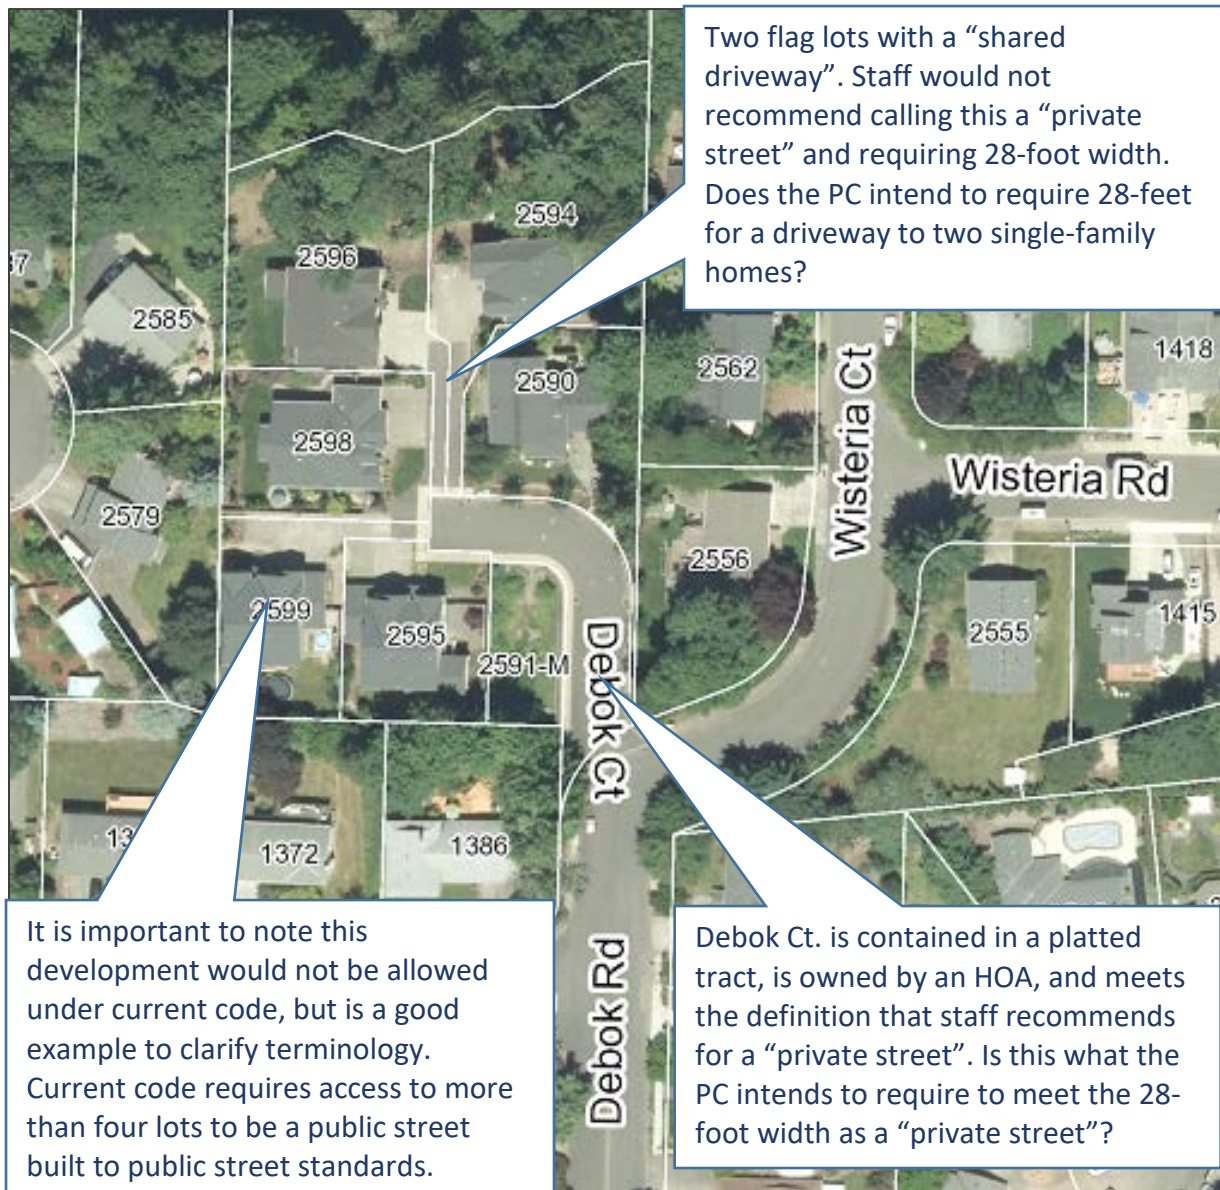 Two flag lots with a “shared
driveway”. Staff would not
recommend calling this a “private
street” and requiring 28-foot width.
Does the PC intend to require 28-feet
for a driveway to two single-family
homes?
2594
2596
2585
2590
2562
1418
Wisteria Ct
2598
Wisteria Rd
2579
2556
2599
2595
2591-M
2555
1415
Debok Ct
1372
1386
Debok Rd
It is important to note this
development would not be allowed
under current code, but is a good
example to clarify terminology.
Current code requires access to more
than four lots to be a public street
built to public street standards.
Debok Ct. is contained in a platted
tract, is owned by an HOA, and meets
the definition that staff recommends
for a “private street”. Is this what the
PC intends to require to meet the 28-
foot width as a “private street”?